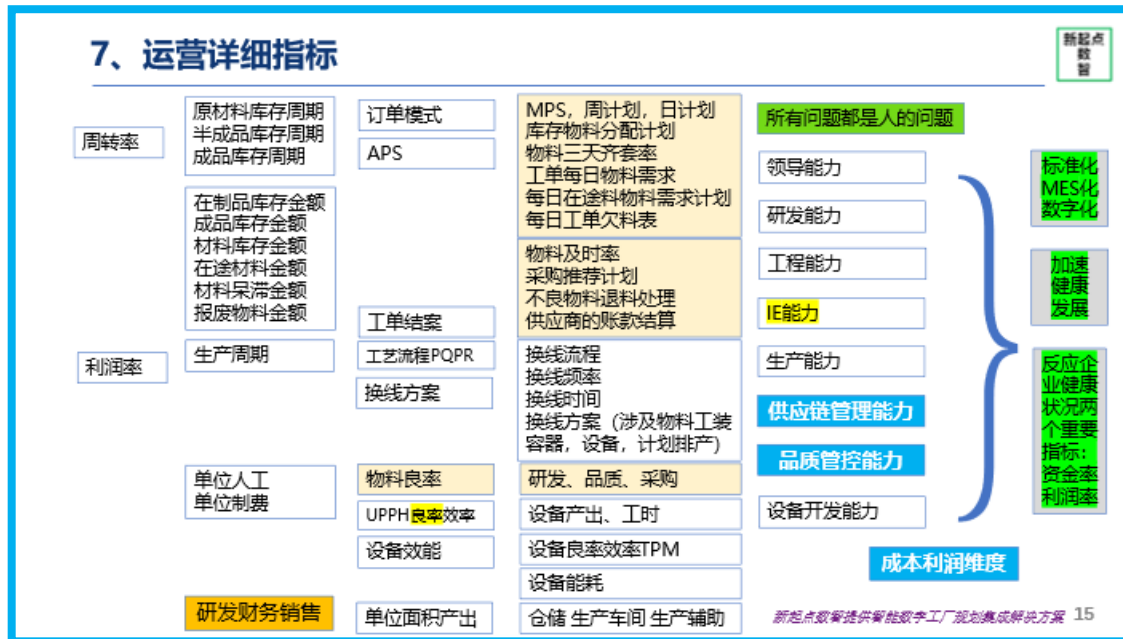 7、运营详细指标
新起点
数
智
周转率
原材料库存周期
半成品库存周期
成品库存周期
在制品库存金额
成品库存金额
材料库存金额
在途材料金额
材料呆滞金额
报废物料金额
利润率
生产周期
单位人工
单位制费
研发财务销售
订单模式
APS
工单结案
工艺流程PQPR
换线方案
物料良率
UPPH良率效率
设备效能
单位面积产出
MPS，周计划，日计划
库存物料分配计划
物料三天齐套率
工单每日物料需求
每日在途料物料需求计划
每日工单欠料表
物料及时率
采购推荐计划
不良物料退料处理
供应商的账款结算
换线流程
换线频率
换线时间
换线方案（涉及物料工装
容器，设备，计划排产）
研发、品质、采购
设备产出、工时
设备良率效率TPM
设备能耗
仓储 生产车间 生产辅助
所有问题都是人的问题
领导能力
研发能力
工程能力
IE能力
生产能力
供应链管理能力
品质管控能力
设备开发能力
成本利润维度
标准化
MES化
数字化
加速
健康
发展
反应企
业健康
状况两
个重要
指标：
资金率
利润率
新起点数智提供智能数字工厂规划集成解决方案 15